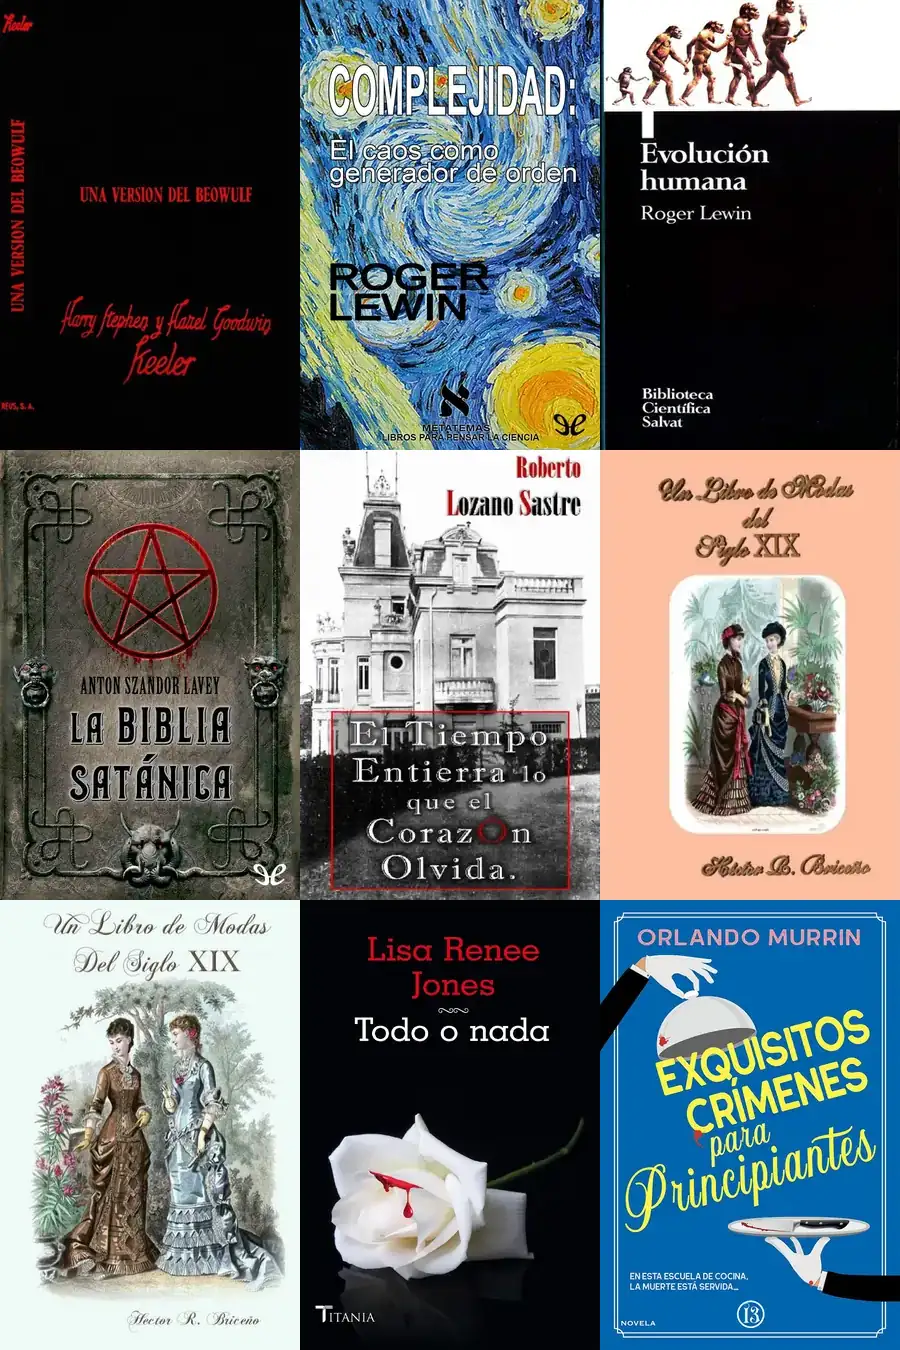 Keeler
UNA VERSION DEL BEOWULF
UNA VERSION DEL BEOWULF
Harry Stephen y Hazel Goodwin
Keeler
REUS, S. A.
COMPLEJIDAD:
El caos como
generador de orden
ROGER
LEWIN
METATEMAS
LIBROS PARA PENSAR LA CIENCIA
Evolución
humana
Roger Lewin
Biblioteca
Científica
Salvat
ANTON SZANDOR LAVEY
LA BIBLIA
SATÁNICA
Roberto
Lozano Sastre
El Tiempo
Entierra lo
que el
Corazón
Olvida.
Un Libro de Modas
del
Siglo XIX
Héctor R. Briceño
Un Libro de Modas
Del Siglo XIX
Hector R. Briceño
Lisa Renee
Jones
Todo o nada
TITANIA
ORLANDO MURRIN
EXQUISITOS
CRÍMENES
para
Principiantes
EN ESTA ESCUELA DE COCINA,
LA MUERTE ESTÁ SERVIDA...
NOVELA
13